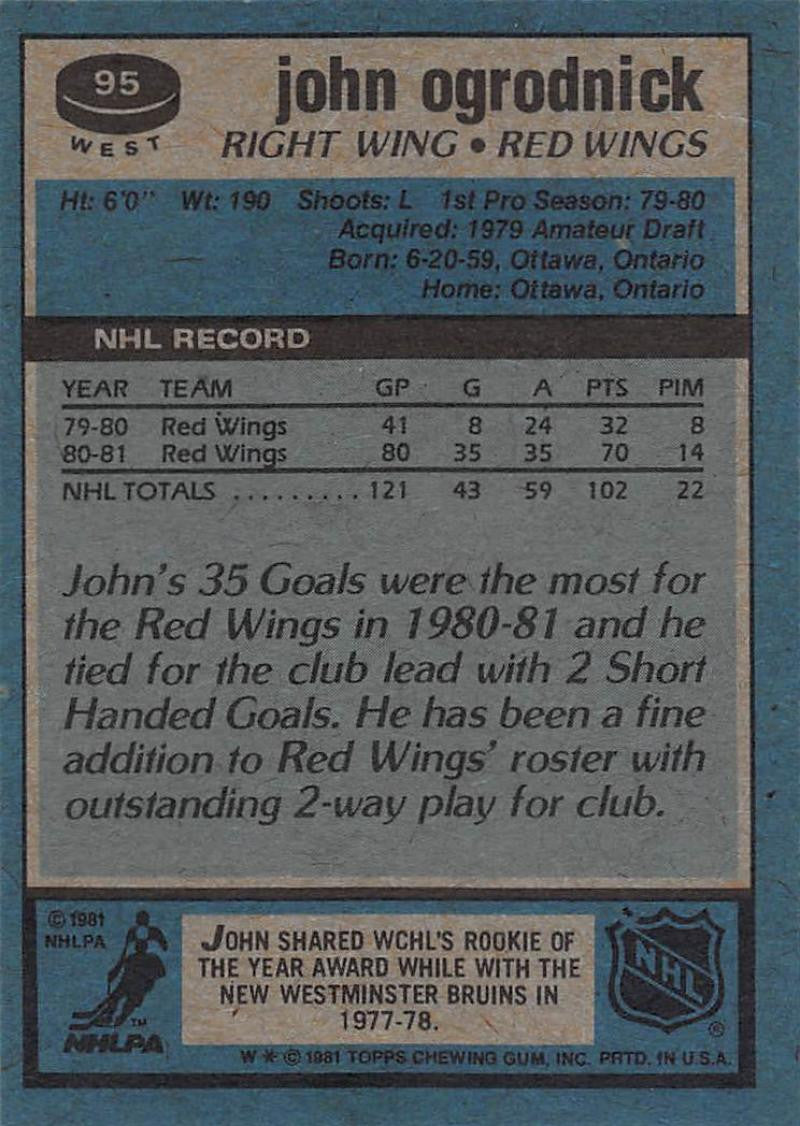 95
WEST
john ogrodnick
RIGHT WING • RED WINGS
Ht: 6'0" Wt: 190 Shoots: L 1st Pro Season: 79-80
Acquired: 1979 Amateur Draft
Born: 6-20-59, Ottawa, Ontario
Home: Ottawa, Ontario
NHL RECORD
YEAR TEAM GP G A PTS PIM
79-80 Red Wings 41 8 24 32 8
80-81 Red Wings 80 35 35 70 14
NHL TOTALS ......... 121 43 59 102 22
John's 35 Goals were the most for
the Red Wings in 1980-81 and he
tied for the club lead with 2 Short
Handed Goals. He has been a fine
addition to Red Wings' roster with
outstanding 2-way play for club.
© 1981
NHLPA
TM
NHLPA
JOHN SHARED WCHL'S ROOKIE OF
THE YEAR AWARD WHILE WITH THE
NEW WESTMINSTER BRUINS IN
1977-78.
NHL
®
W * © 1981 TOPPS CHEWING GUM, INC. PRTD. IN U.S.A.